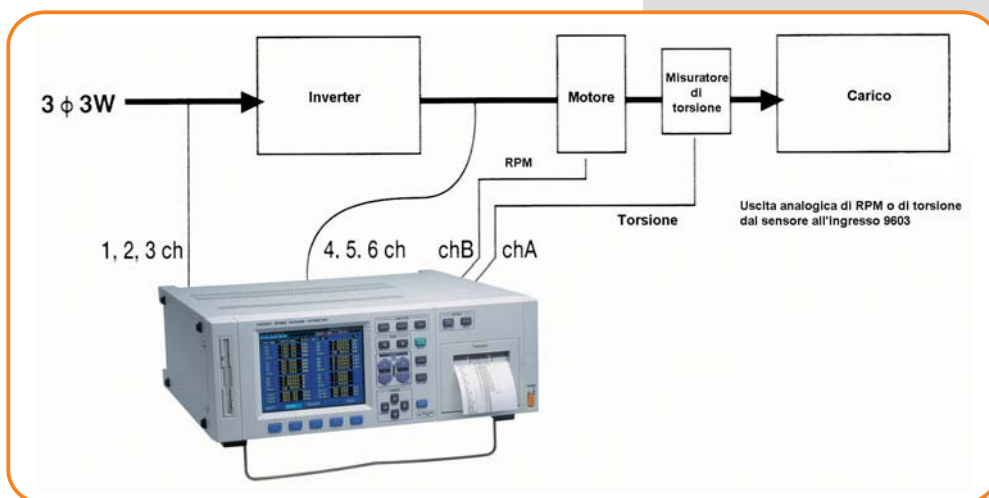 3 ϕ 3W
Inverter
Motore
Misuratore
di
torsione
Carico
RPM
Torsione
Uscita analogica di RPM o di torsione
dal sensore all'ingresso 9603
1, 2, 3 ch
4. 5. 6 ch
chB
chA